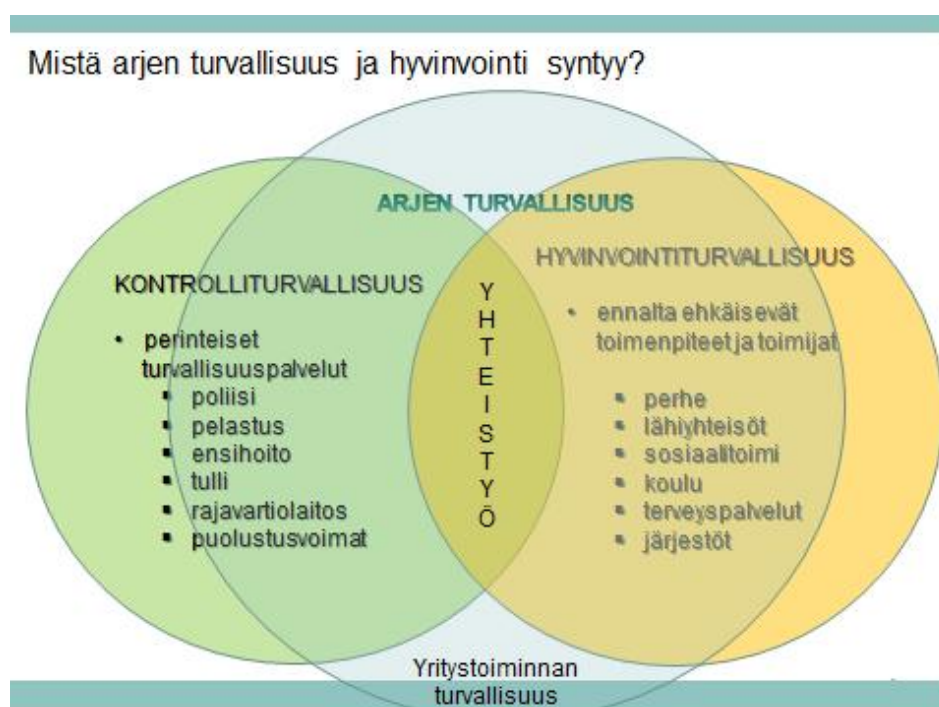 Mistä arjen turvallisuus ja hyvinvointi syntyy?
ARJEN TURVALLISUUS
KONTROLLITURVALLISUUS
• perinteiset
turvallisuuspalvelut
▪ poliisi
▪ pelastus
▪ ensihoito
▪ tulli
▪ rajavartiolaitos
▪ puolustusvoimat
Y
H
T
E
I
S
T
Y
Ö
HYVINVOINTITURVALLISUUS
• ennalta ehkäisevät
toimenpiteet ja toimijat
▪ perhe
▪ lähiyhteisöt
▪ sosiaalitoimi
▪ koulu
▪ terveyspalvelut
▪ järjestöt
Yritystoiminnan
turvallisuus